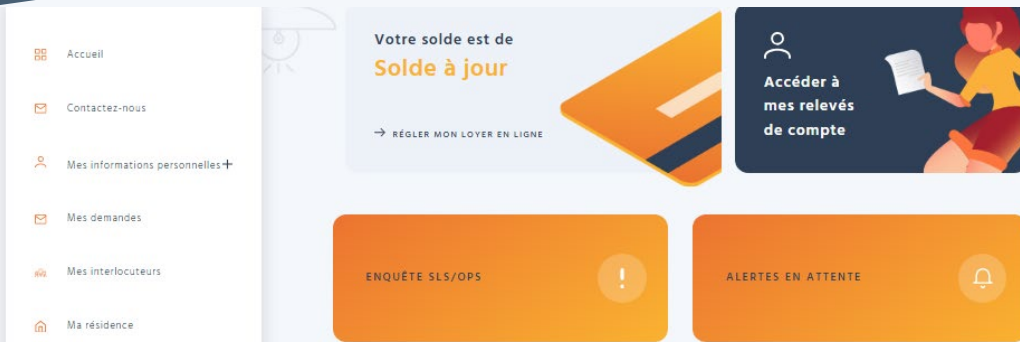 Accueil
Contactez-nous
Mes informations personnelles+
Mes demandes
Mes interlocuteurs
Ma résidence
Votre solde est de
Solde à jour
→ RÉGLER MON LOYER EN LIGNE
Accéder à
mes relevés
de compte
ENQUÊTE SLS/OPS
ALERTES EN ATTENTE